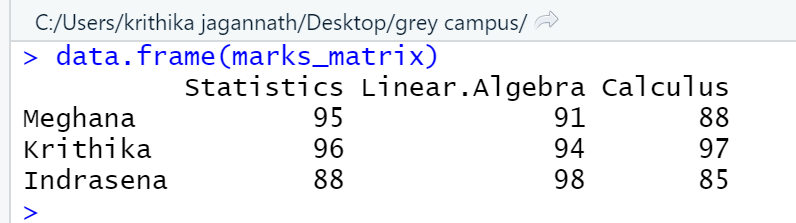 C:/Users/krithika jagannath/Desktop/grey campus/
> data.frame(marks_matrix)
Statistics Linear.Algebra Calculus
Meghana 95 91 88
Krithika 96 94 97
Indrasena 88 98 85
>